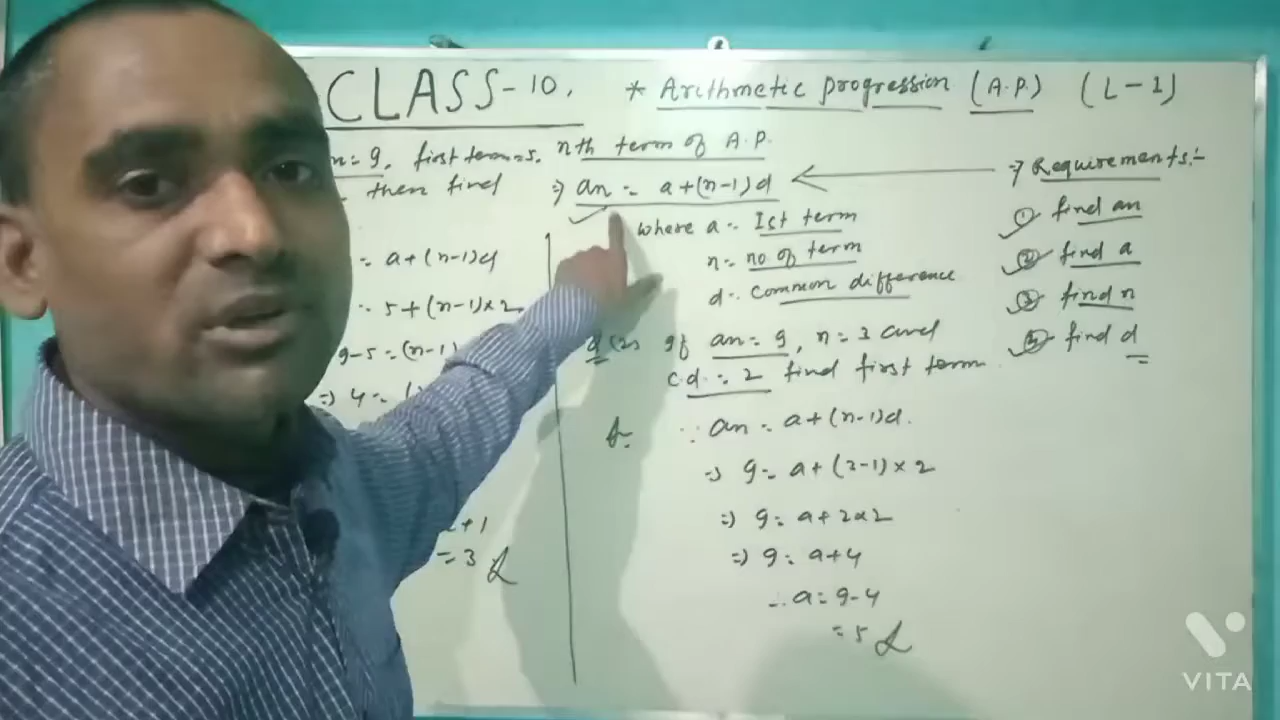 CLASS-10.
* Arithmetic progression (A.P.) (L-1)
n = 9, first term = 5,
then find
= a+(n-1)d
= 5+(n-1)×2
9-5 = (n-1)
=> 4 =
+1
= 3
nth term of A.P.
=> an = a+(n-1)d
where a = Ist term
n = no of term
d = common difference
=> Requirements:-
① find an
② find a
③ find n
④ find d
Q(2) If an = 9, n = 3 and
c.d. = 2 find first term.
∵ an = a+(n-1)d.
=> 9 = a+(3-1)×2
=> 9 = a+2×2
=> 9 = a+4
∴ a = 9-4
= 5
VITA